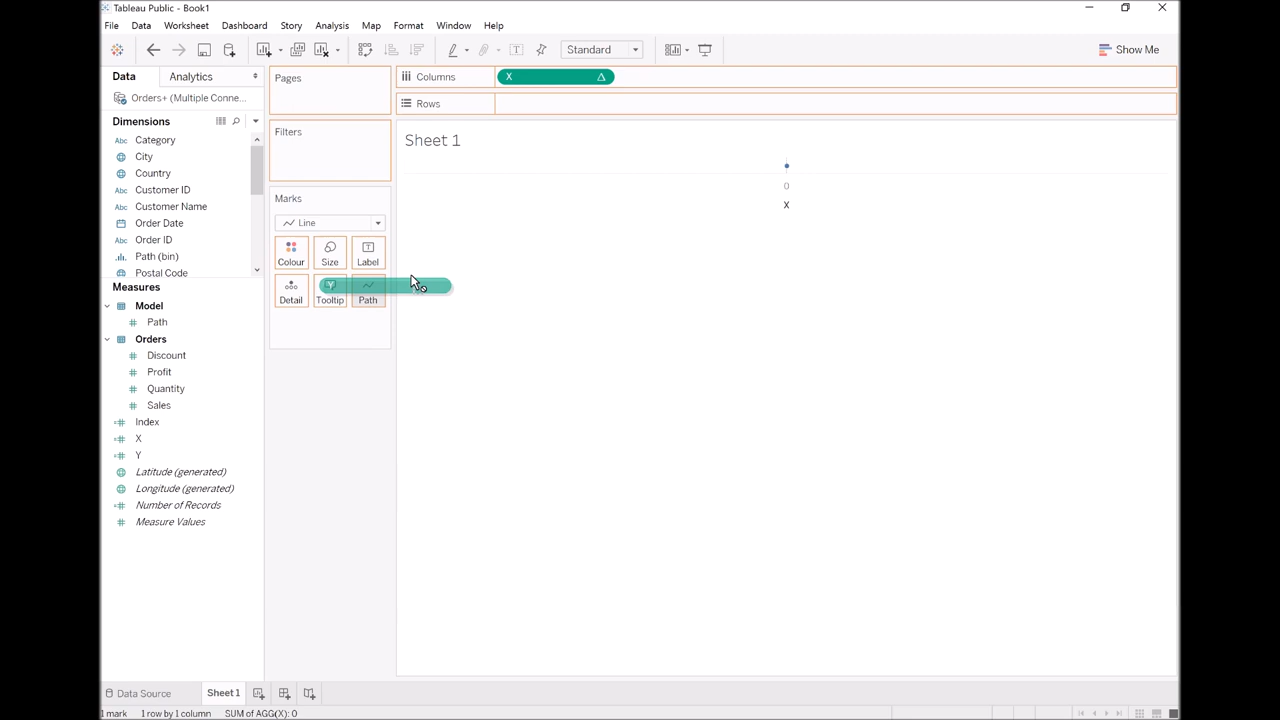 Tableau Public - Book1
File Data Worksheet Dashboard Story Analysis Map Format Window Help
Standard
Show Me
Data Analytics
Orders+ (Multiple Conne...
Dimensions
Abc Category
City
Country
Abc Customer ID
Abc Customer Name
Order Date
Abc Order ID
Path (bin)
Postal Code
Measures
Model
Path
Orders
Discount
Profit
Quantity
Sales
Index
X
Y
Latitude (generated)
Longitude (generated)
Number of Records
Measure Values
Pages
Filters
Marks
Line
Colour Size Label
Y
Detail Tooltip Path
Columns X
Rows
Sheet 1
0
X
Data Source Sheet 1
1 mark 1 row by 1 column SUM of AGG(X): 0